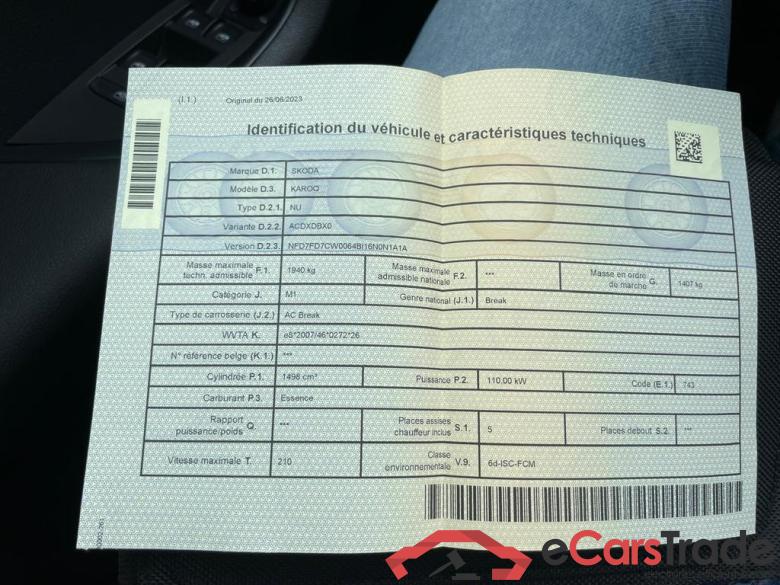 (I.1.) Original du 26/06/2023
Identification du véhicule et caractéristiques techniques
Marque D.1. SKODA
Modèle D.3. KAROQ
Type D.2.1. NU
Variante D.2.2. ACDXDBX0
Version D.2.3. NFD7FD7CW0064BI16N0N1A1A
Masse maximale techn. admissible F.1. 1940 kg Masse maximale admissible nationale F.2. *** Masse en ordre de marche G. 1407 kg
Catégorie J. M1 Genre national (J.1.) Break
Type de carrosserie (J.2.) AC Break
WVTA K. e8*2007/46*0272*26
N° référence belge (K.1.) ***
Cylindrée P.1. 1498 cm³ Puissance P.2. 110.00 kW Code (E.1.) 743
Carburant P.3. Essence
Rapport puissance/poids Q. *** Places assises chauffeur inclus S.1. 5 Places debout S.2. ***
Vitesse maximale T. 210 Classe environnementale V.9. 6d-ISC-FCM
eCarsTrade